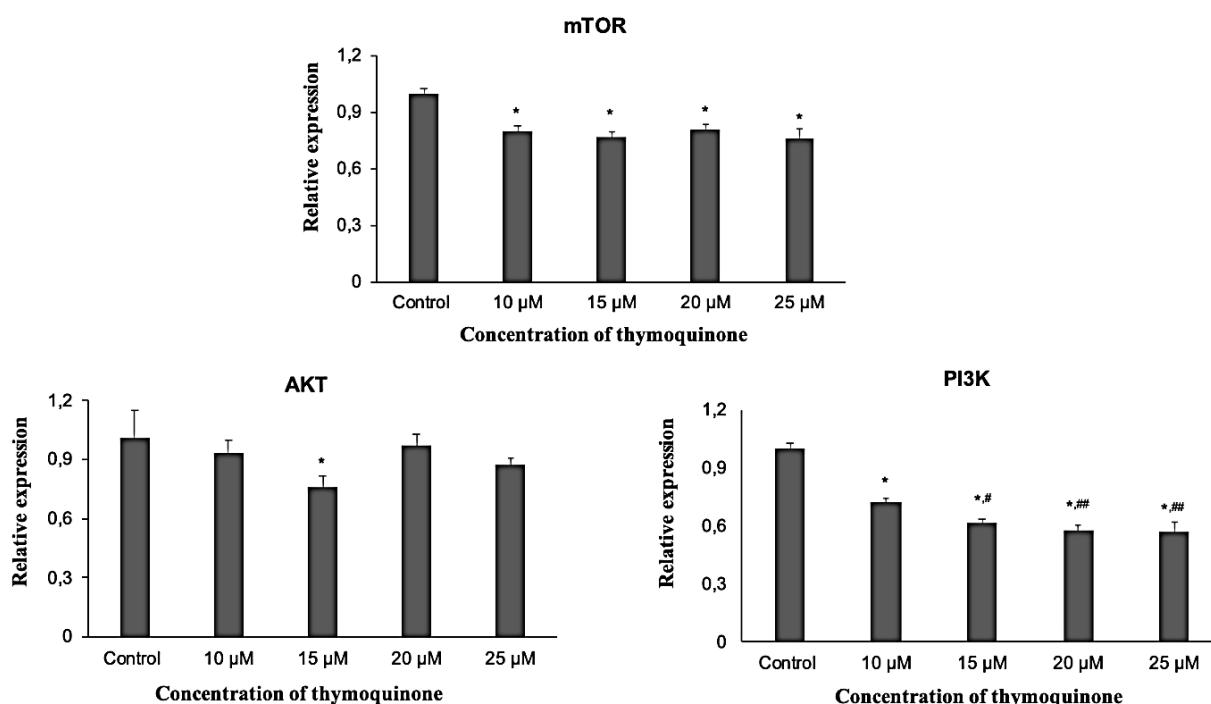 mTOR
Relative expression
1,2
0,9
0,6
0,3
0
* * * *
Control 10 µM 15 µM 20 µM 25 µM
Concentration of thymoquinone
AKT
Relative expression
1,2
0,9
0,6
0,3
0
*
Control 10 µM 15 µM 20 µM 25 µM
Concentration of thymoquinone
PI3K
Relative expression
1,2
0,9
0,6
0,3
0
* *,# *,## *,##
Control 10 µM 15 µM 20 µM 25 µM
Concentration of thymoquinone